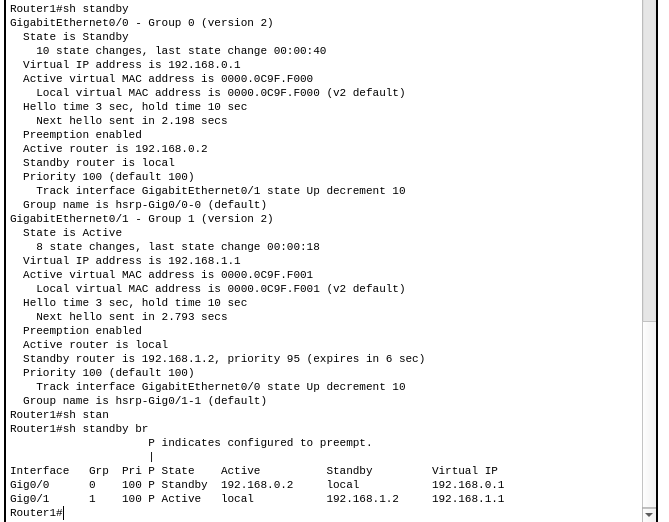 Router1#sh standby
GigabitEthernet0/0 - Group 0 (version 2)
  State is Standby
    10 state changes, last state change 00:00:40
  Virtual IP address is 192.168.0.1
  Active virtual MAC address is 0000.0C9F.F000
    Local virtual MAC address is 0000.0C9F.F000 (v2 default)
  Hello time 3 sec, hold time 10 sec
    Next hello sent in 2.198 secs
  Preemption enabled
  Active router is 192.168.0.2
  Standby router is local
  Priority 100 (default 100)
    Track interface GigabitEthernet0/1 state Up decrement 10
  Group name is hsrp-Gig0/0-0 (default)
GigabitEthernet0/1 - Group 1 (version 2)
  State is Active
    8 state changes, last state change 00:00:18
  Virtual IP address is 192.168.1.1
  Active virtual MAC address is 0000.0C9F.F001
    Local virtual MAC address is 0000.0C9F.F001 (v2 default)
  Hello time 3 sec, hold time 10 sec
    Next hello sent in 2.793 secs
  Preemption enabled
  Active router is local
  Standby router is 192.168.1.2, priority 95 (expires in 6 sec)
  Priority 100 (default 100)
    Track interface GigabitEthernet0/0 state Up decrement 10
  Group name is hsrp-Gig0/1-1 (default)
Router1#sh stan
Router1#sh standby br
                     P indicates configured to preempt.
                     |
Interface   Grp  Pri P State    Active          Standby         Virtual IP
Gig0/0      0    100 P Standby  192.168.0.2     local           192.168.0.1
Gig0/1      1    100 P Active   local           192.168.1.2     192.168.1.1
Router1#